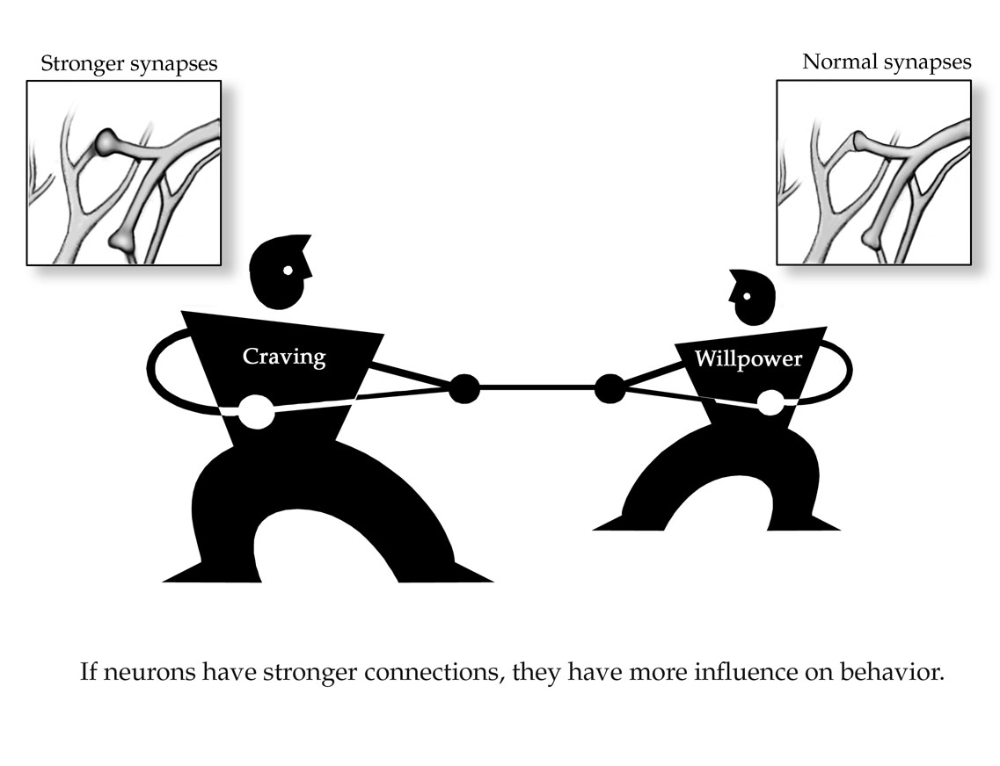 Stronger synapses
Normal synapses
Craving
Willpower
If neurons have stronger connections, they have more influence on behavior.